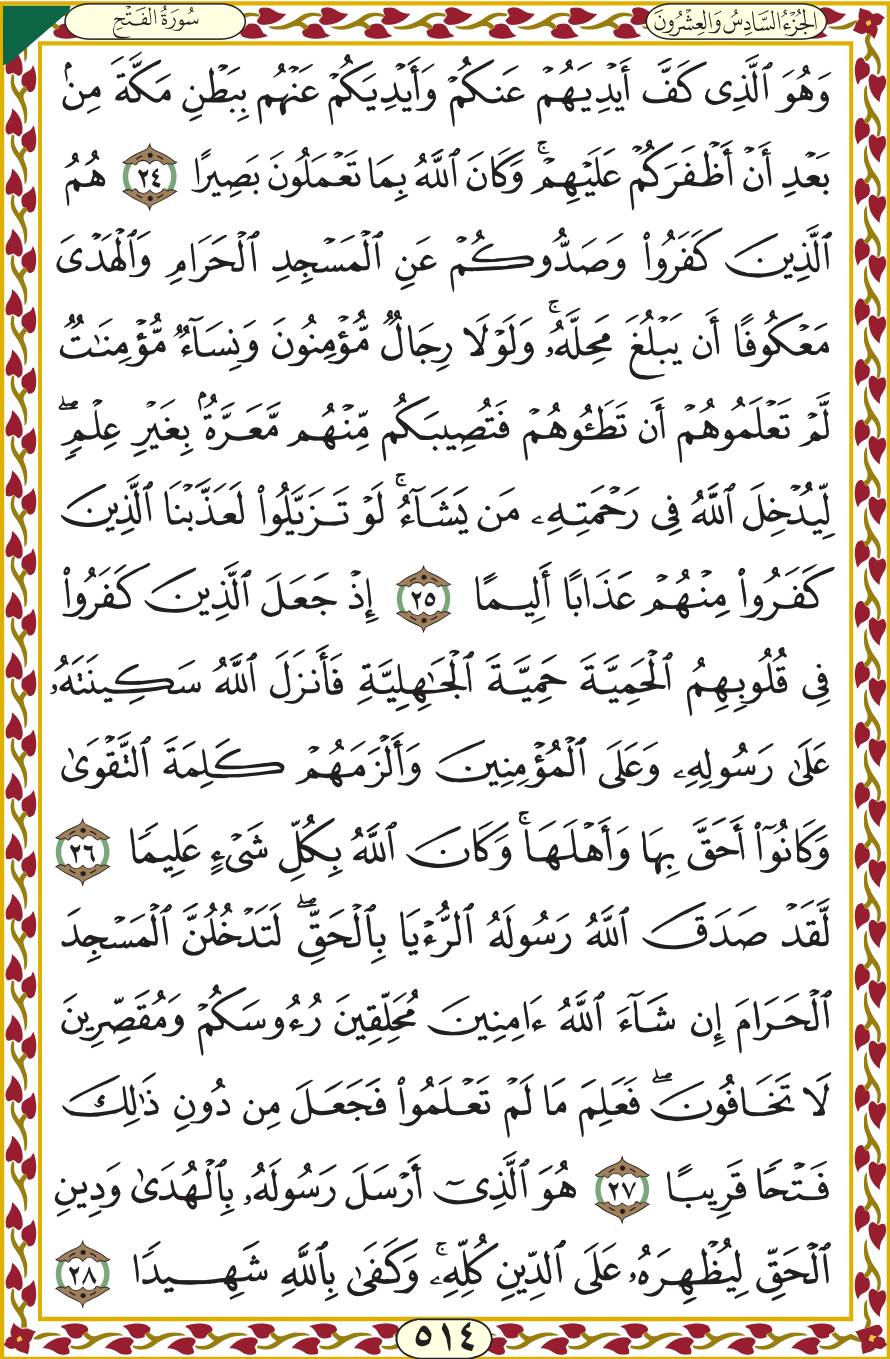 الجُزْءُ السَّادِسُ وَالعِشْرُونَ
سُورَةُ الفَتْحِ
وَهُوَ ٱلَّذِى كَفَّ أَيْدِيَهُمْ عَنكُمْ وَأَيْدِيَكُمْ عَنْهُم بِبَطْنِ مَكَّةَ مِنۢ
بَعْدِ أَنْ أَظْفَرَكُمْ عَلَيْهِمْ ۚ وَكَانَ ٱللَّهُ بِمَا تَعْمَلُونَ بَصِيرًا ٢٤ هُمُ
ٱلَّذِينَ كَفَرُوا۟ وَصَدُّوكُمْ عَنِ ٱلْمَسْجِدِ ٱلْحَرَامِ وَٱلْهَدْىَ
مَعْكُوفًا أَن يَبْلُغَ مَحِلَّهُۥ ۚ وَلَوْلَا رِجَالٌ مُّؤْمِنُونَ وَنِسَآءٌ مُّؤْمِنَٰتٌ
لَّمْ تَعْلَمُوهُمْ أَن تَطَـُٔوهُمْ فَتُصِيبَكُم مِّنْهُم مَّعَرَّةٌۢ بِغَيْرِ عِلْمٍ ۖ
لِّيُدْخِلَ ٱللَّهُ فِى رَحْمَتِهِۦ مَن يَشَآءُ ۚ لَوْ تَزَيَّلُوا۟ لَعَذَّبْنَا ٱلَّذِينَ
كَفَرُوا۟ مِنْهُمْ عَذَابًا أَلِيمًا ٢٥ إِذْ جَعَلَ ٱلَّذِينَ كَفَرُوا۟
فِى قُلُوبِهِمُ ٱلْحَمِيَّةَ حَمِيَّةَ ٱلْجَٰهِلِيَّةِ فَأَنزَلَ ٱللَّهُ سَكِينَتَهُۥ
عَلَىٰ رَسُولِهِۦ وَعَلَى ٱلْمُؤْمِنِينَ وَأَلْزَمَهُمْ كَلِمَةَ ٱلتَّقْوَىٰ
وَكَانُوٓا۟ أَحَقَّ بِهَا وَأَهْلَهَا ۚ وَكَانَ ٱللَّهُ بِكُلِّ شَىْءٍ عَلِيمًا ٢٦
لَّقَدْ صَدَقَ ٱللَّهُ رَسُولَهُ ٱلرُّءْيَا بِٱلْحَقِّ ۖ لَتَدْخُلُنَّ ٱلْمَسْجِدَ
ٱلْحَرَامَ إِن شَآءَ ٱللَّهُ ءَامِنِينَ مُحَلِّقِينَ رُءُوسَكُمْ وَمُقَصِّرِينَ
لَا تَخَافُونَ ۖ فَعَلِمَ مَا لَمْ تَعْلَمُوا۟ فَجَعَلَ مِن دُونِ ذَٰلِكَ
فَتْحًا قَرِيبًا ٢٧ هُوَ ٱلَّذِىٓ أَرْسَلَ رَسُولَهُۥ بِٱلْهُدَىٰ وَدِينِ
ٱلْحَقِّ لِيُظْهِرَهُۥ عَلَى ٱلدِّينِ كُلِّهِۦ ۚ وَكَفَىٰ بِٱللَّهِ شَهِيدًا ٢٨
٥١٤